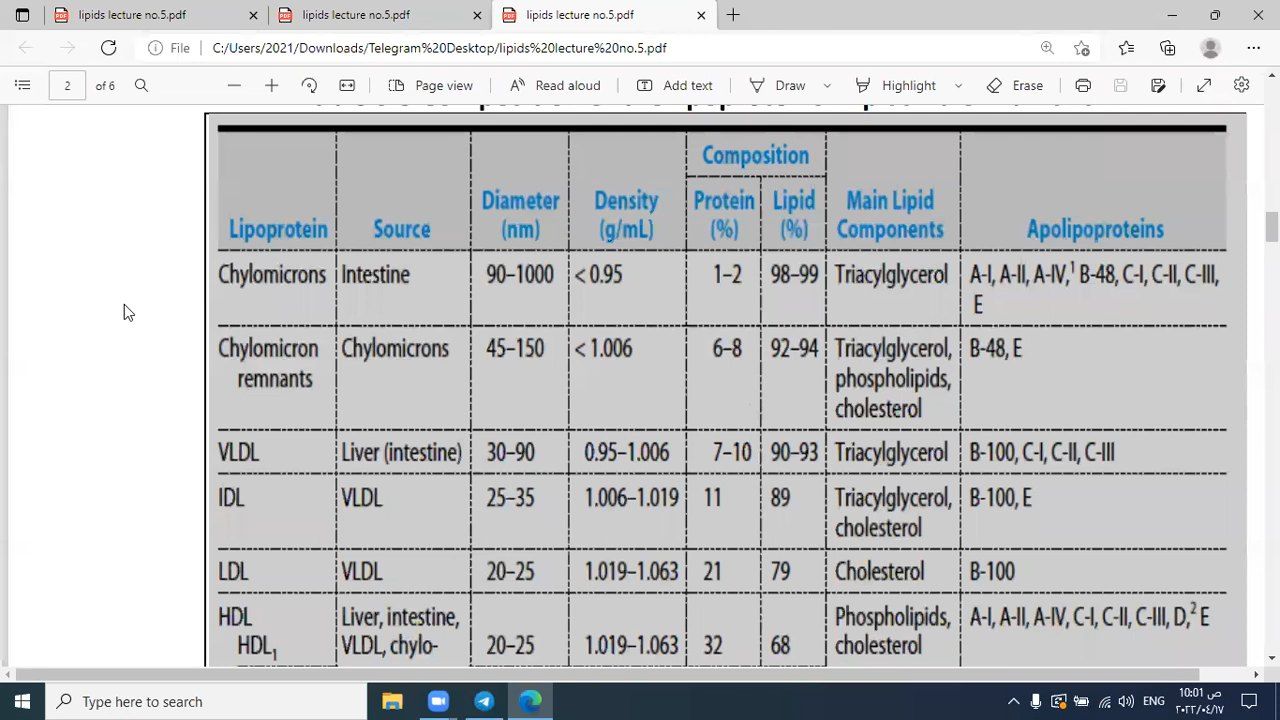 lipids lecture no.5.pdf
lipids lecture no.5.pdf
lipids lecture no.5.pdf
File
C:/Users/2021/Downloads/Telegram%20Desktop/lipids%20lecture%20no.5.pdf
2 of 6
Page view
Read aloud
Add text
Draw
Highlight
Erase
Composition
Lipoprotein Source Diameter (nm) Density (g/mL) Protein (%) Lipid (%) Main Lipid Components Apolipoproteins
Chylomicrons Intestine 90–1000 < 0.95 1–2 98–99 Triacylglycerol A-I, A-II, A-IV,¹ B-48, C-I, C-II, C-III,
E
Chylomicron Chylomicrons 45–150 < 1.006 6–8 92–94 Triacylglycerol, B-48, E
remnants phospholipids,
cholesterol
VLDL Liver (intestine) 30–90 0.95–1.006 7–10 90–93 Triacylglycerol B-100, C-I, C-II, C-III
IDL VLDL 25–35 1.006–1.019 11 89 Triacylglycerol, B-100, E
cholesterol
LDL VLDL 20–25 1.019–1.063 21 79 Cholesterol B-100
HDL Liver, intestine, Phospholipids, A-I, A-II, A-IV, C-I, C-II, C-III, D,² E
HDL₁ VLDL, chylo- 20–25 1.019–1.063 32 68 cholesterol
Type here to search
ENG
10:01 ص
٢٠٢٢/٠٤/١٧